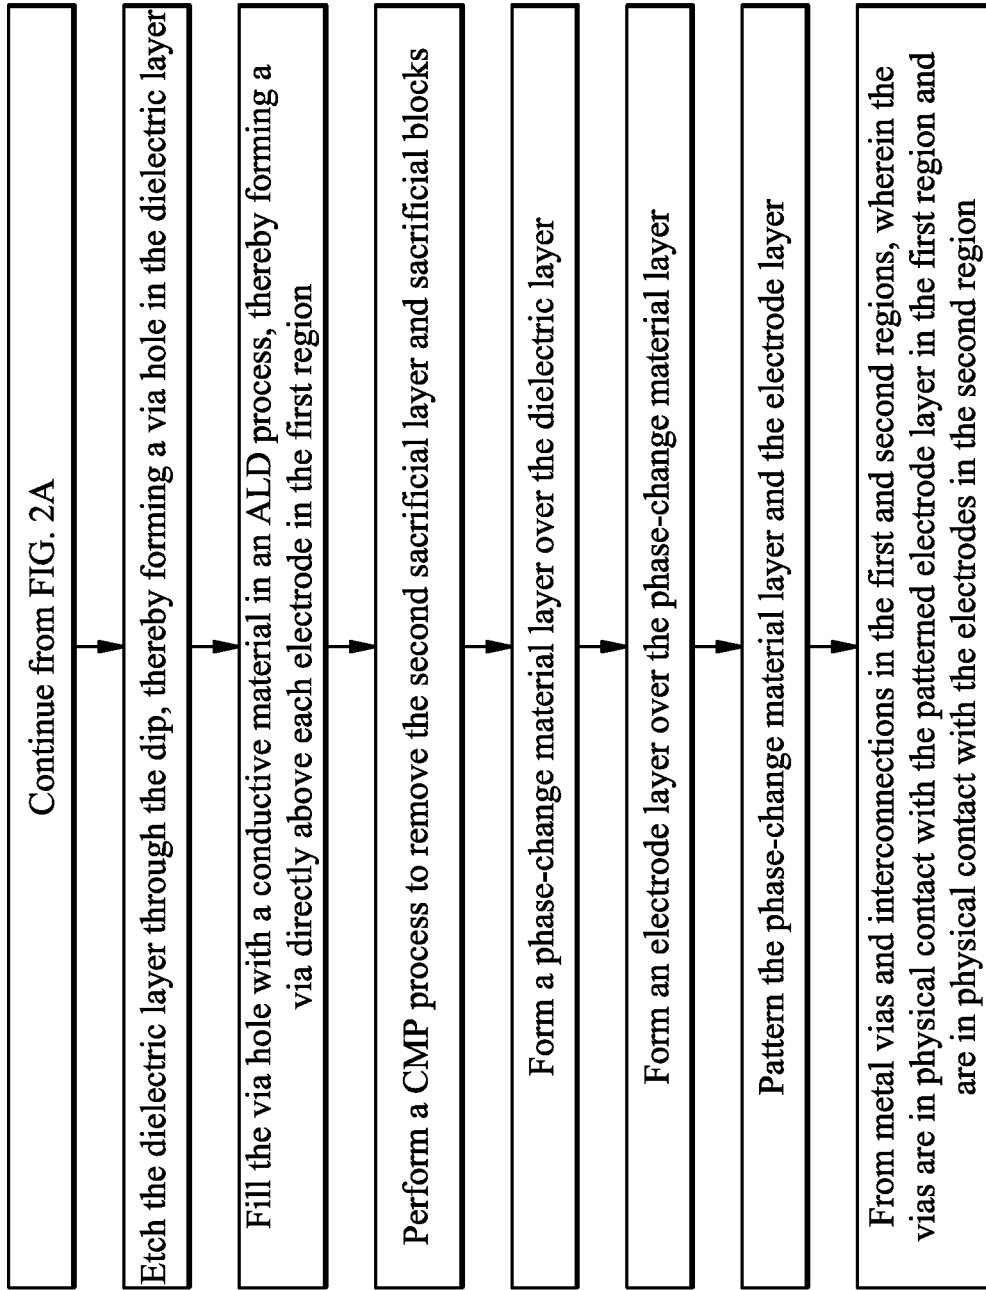 Continue from FIG. 2A
Etch the dielectric layer through the dip, thereby forming a via hole in the dielectric layer
Fill the via hole with a conductive material in an ALD process, thereby forming a
via directly above each electrode in the first region
Perform a CMP process to remove the second sacrificial layer and sacrificial blocks
Form a phase-change material layer over the dielectric layer
Form an electrode layer over the phase-change material layer
Pattern the phase-change material layer and the electrode layer
From metal vias and interconnections in the first and second regions, wherein the
vias are in physical contact with the patterned electrode layer in the first region and
are in physical contact with the electrodes in the second region